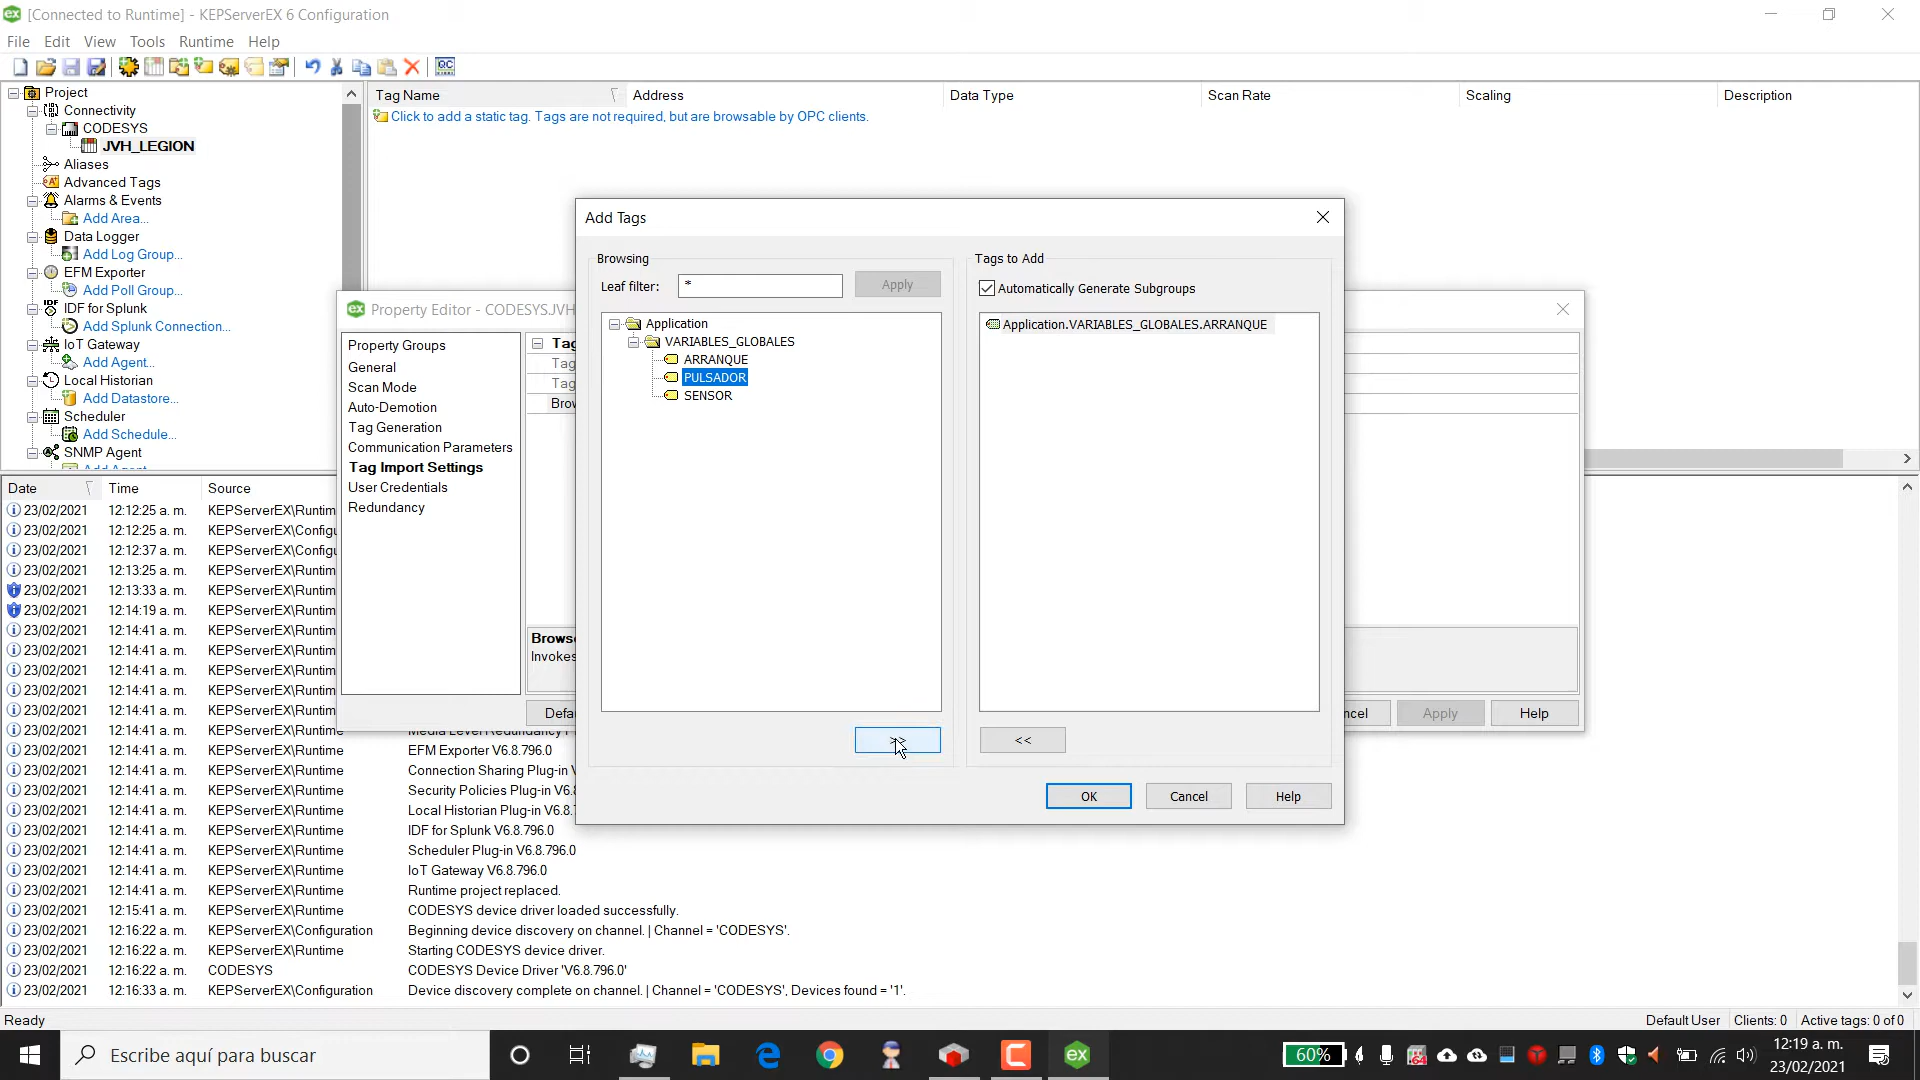 [Connected to Runtime] - KEPServerEX 6 Configuration
File Edit View Tools Runtime Help
Project
Connectivity
CODESYS
JVH_LEGION
Aliases
Advanced Tags
Alarms & Events
Add Area...
Data Logger
Add Log Group...
EFM Exporter
Add Poll Group...
IDF for Splunk
Add Splunk Connection...
IoT Gateway
Add Agent...
Local Historian
Add Datastore...
Scheduler
Add Schedule...
SNMP Agent
Tag Name Address Data Type Scan Rate Scaling Description
Click to add a static tag. Tags are not required, but are browsable by OPC clients.
Property Editor - CODESYS.JVH
Property Groups
General
Scan Mode
Auto-Demotion
Tag Generation
Communication Parameters
Tag Import Settings
User Credentials
Redundancy
Tag
Tag
Tag
Brow
Browse
Invokes
Defau
ncel Apply Help
Add Tags
Browsing
Leaf filter: * Apply
Application
VARIABLES_GLOBALES
ARRANQUE
PULSADOR
SENSOR
>>
Tags to Add
Automatically Generate Subgroups
Application.VARIABLES_GLOBALES.ARRANQUE
<<
OK Cancel Help
Date Time Source
23/02/2021 12:12:25 a. m. KEPServerEX\Runtim
23/02/2021 12:12:25 a. m. KEPServerEX\Configu
23/02/2021 12:12:37 a. m. KEPServerEX\Configu
23/02/2021 12:13:25 a. m. KEPServerEX\Runtim
23/02/2021 12:13:33 a. m. KEPServerEX\Runtim
23/02/2021 12:14:19 a. m. KEPServerEX\Runtim
23/02/2021 12:14:41 a. m. KEPServerEX\Runtim
23/02/2021 12:14:41 a. m. KEPServerEX\Runtim
23/02/2021 12:14:41 a. m. KEPServerEX\Runtim
23/02/2021 12:14:41 a. m. KEPServerEX\Runtim
23/02/2021 12:14:41 a. m. KEPServerEX\Runtim
23/02/2021 12:14:41 a. m. KEPServerEX\Runtime Media Level Redundancy P
23/02/2021 12:14:41 a. m. KEPServerEX\Runtime EFM Exporter V6.8.796.0
23/02/2021 12:14:41 a. m. KEPServerEX\Runtime Connection Sharing Plug-in V
23/02/2021 12:14:41 a. m. KEPServerEX\Runtime Security Policies Plug-in V6.8
23/02/2021 12:14:41 a. m. KEPServerEX\Runtime Local Historian Plug-in V6.8.
23/02/2021 12:14:41 a. m. KEPServerEX\Runtime IDF for Splunk V6.8.796.0
23/02/2021 12:14:41 a. m. KEPServerEX\Runtime Scheduler Plug-in V6.8.796.0
23/02/2021 12:14:41 a. m. KEPServerEX\Runtime IoT Gateway V6.8.796.0
23/02/2021 12:14:41 a. m. KEPServerEX\Runtime Runtime project replaced.
23/02/2021 12:15:41 a. m. KEPServerEX\Runtime CODESYS device driver loaded successfully.
23/02/2021 12:16:22 a. m. KEPServerEX\Configuration Beginning device discovery on channel. | Channel = 'CODESYS'.
23/02/2021 12:16:22 a. m. KEPServerEX\Runtime Starting CODESYS device driver.
23/02/2021 12:16:22 a. m. CODESYS CODESYS Device Driver 'V6.8.796.0'
23/02/2021 12:16:33 a. m. KEPServerEX\Configuration Device discovery complete on channel. | Channel = 'CODESYS', Devices found = '1'.
Ready Default User Clients: 0 Active tags: 0 of 0
Escribe aquí para buscar 60% 12:19 a. m.
23/02/2021